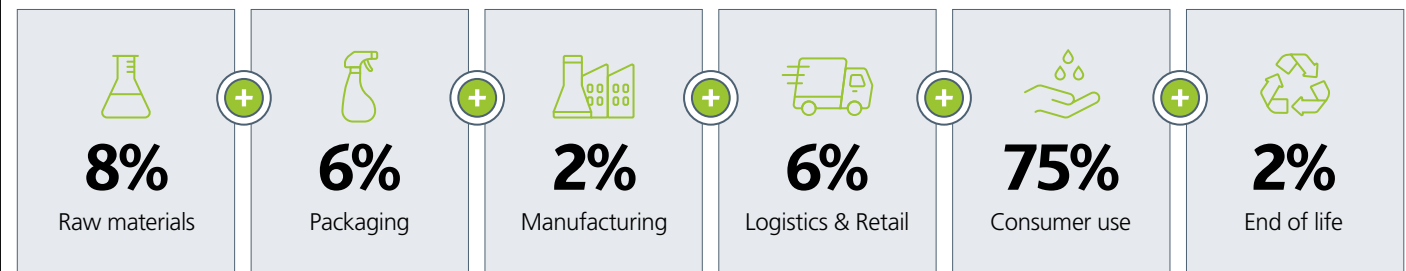 8% + 6% + 2% + 6% + 75% + 2%
Raw materials Packaging Manufacturing Logistics & Retail Consumer use End of life